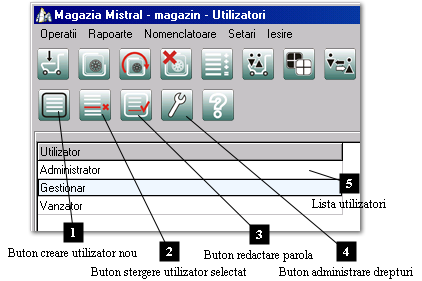 Magazia Mistral - magazin - Utilizatori
Operatii Rapoarte Nomenclatoare Setari Iesire
Utilizator
Administrator
Gestionar
Vanzator
5
Lista utilizatori
1
Buton creare utilizator nou
2
Buton stergere utilizator selectat
3
Buton redactare parola
4
Buton administrare drepturi